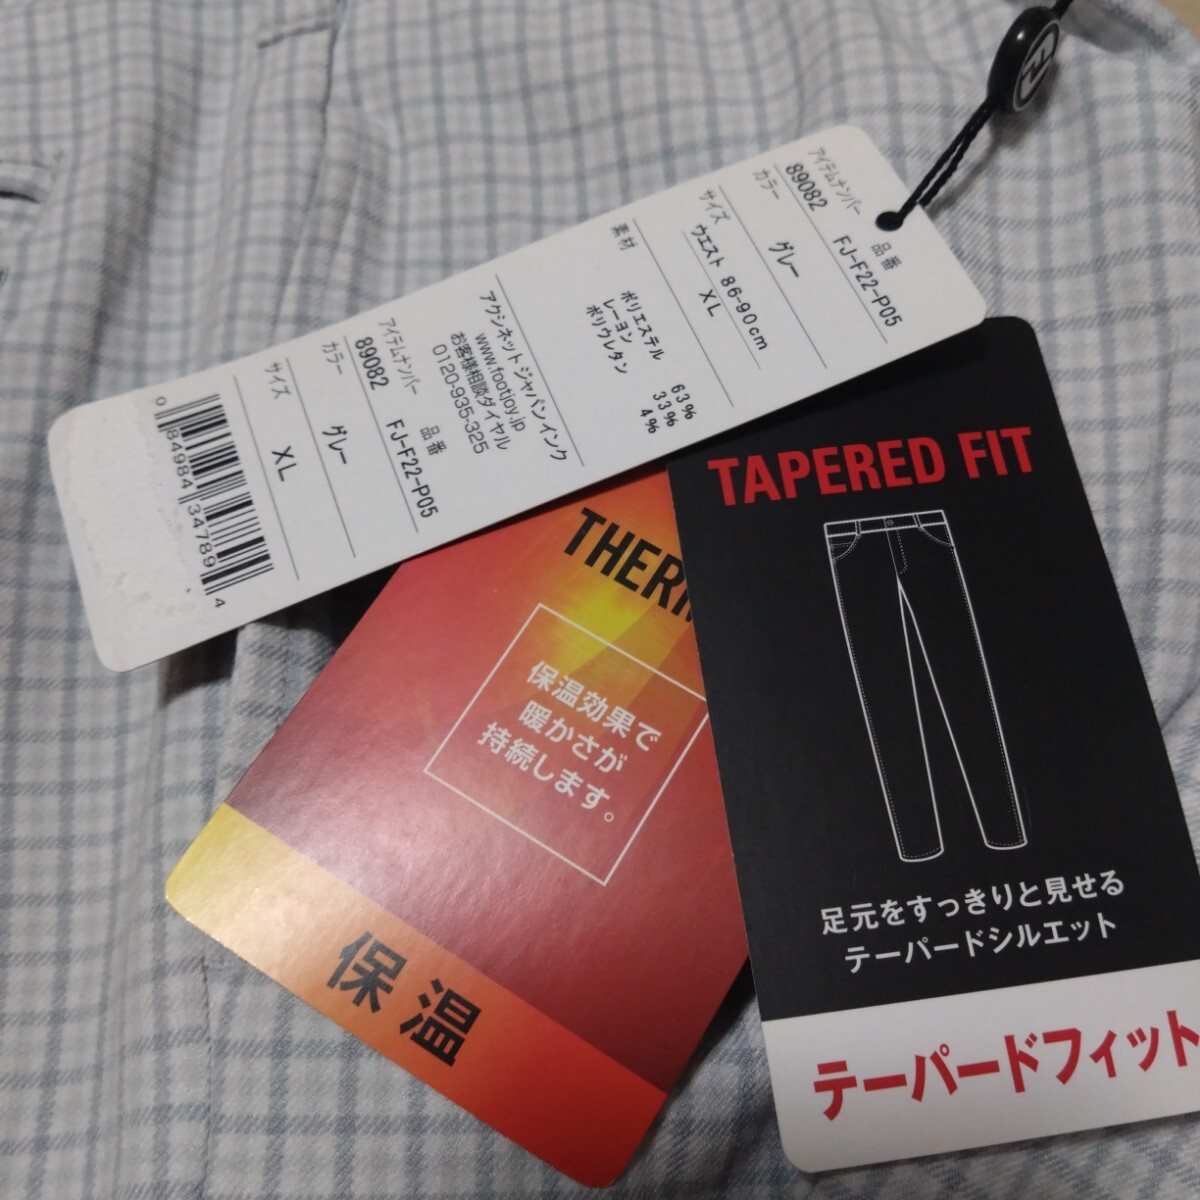 アイテムナンバー 品番
89082 FJ-F22-P05
カラー グレー
サイズ XL
ウエスト 86-90cm
素材
ポリエステル 63%
レーヨン 33%
ポリウレタン 4%
アクシネット ジャパン インク
www.footjoy.jp
お客様相談ダイヤル
0120-935-325
アイテムナンバー 品番
89082 FJ-F22-P05
カラー グレー
サイズ XL
0 84984 34789 4
THER
保温効果で
暖かさが
持続します。
保温
TAPERED FIT
足元をすっきりと見せる
テーパードシルエット
テーパードフィット